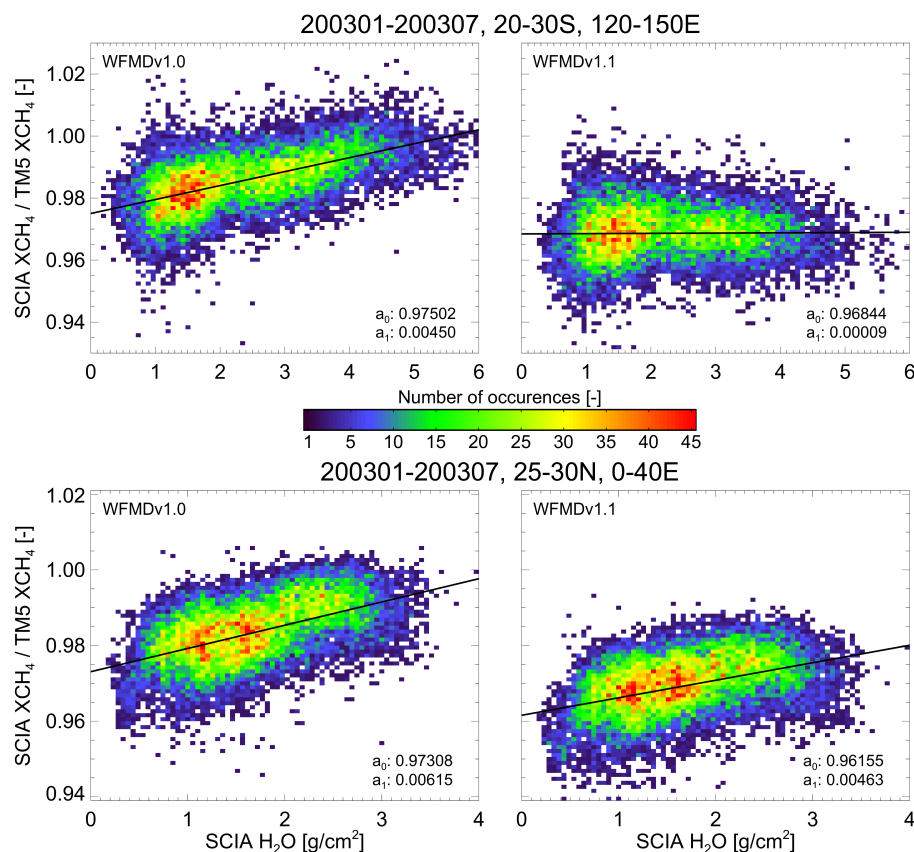 200301-200307, 20-30S, 120-150E
SCIA XCH₄ / TM5 XCH₄ [-]
1.02
1.00
0.98
0.96
0.94
WFMDv1.0
a₀: 0.97502
a₁: 0.00450
0 1 2 3 4 5 6
WFMDv1.1
a₀: 0.96844
a₁: 0.00009
0 1 2 3 4 5 6
Number of occurences [-]
1 5 10 15 20 25 30 35 40 45
200301-200307, 25-30N, 0-40E
SCIA XCH₄ / TM5 XCH₄ [-]
1.02
1.00
0.98
0.96
0.94
WFMDv1.0
a₀: 0.97308
a₁: 0.00615
0 1 2 3 4
SCIA H₂O [g/cm²]
WFMDv1.1
a₀: 0.96155
a₁: 0.00463
0 1 2 3 4
SCIA H₂O [g/cm²]